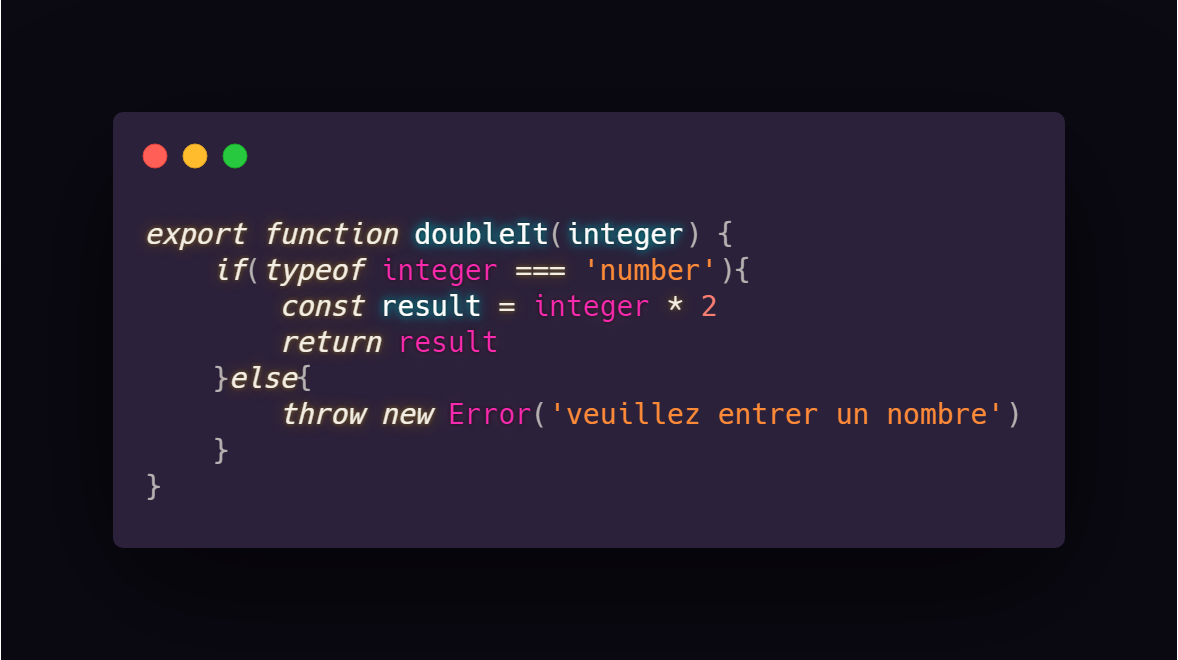 export function doubleIt(integer) {
    if(typeof integer === 'number'){
        const result = integer * 2
        return result
    }else{
        throw new Error('veuillez entrer un nombre')
    }
}